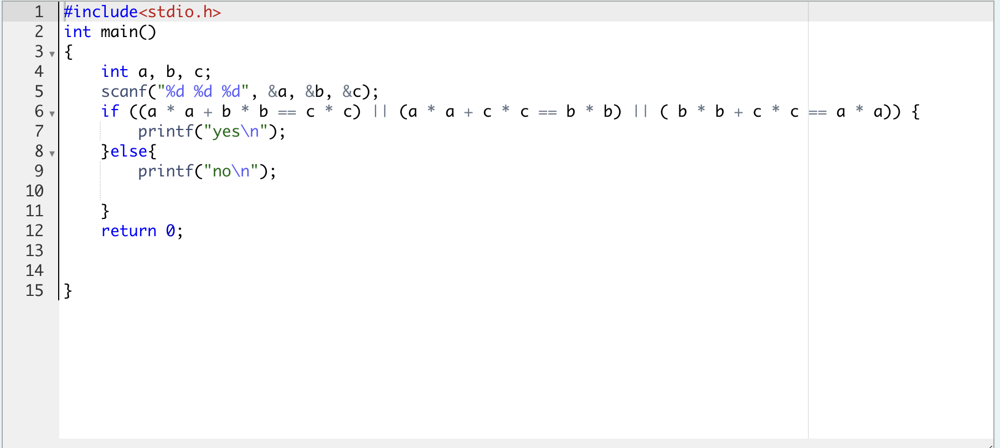 1 #include<stdio.h>
2 int main()
3 {
4     int a, b, c;
5     scanf("%d %d %d", &a, &b, &c);
6     if ((a * a + b * b == c * c) || (a * a + c * c == b * b) || ( b * b + c * c == a * a)) {
7         printf("yes\n");
8     }else{
9         printf("no\n");
10
11     }
12     return 0;
13
14
15 }